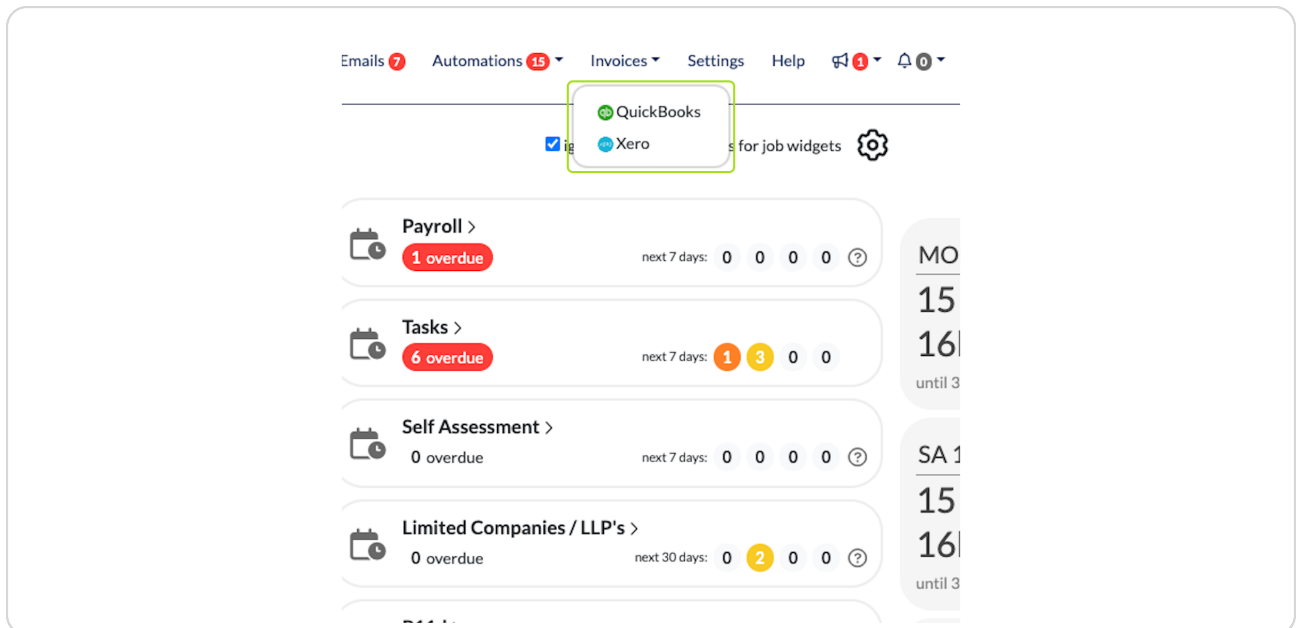 Emails 7 Automations 15 Invoices Settings Help 1 0
QuickBooks
Xero
for job widgets
Payroll >
1 overdue next 7 days: 0 0 0 0 ?
Tasks >
6 overdue next 7 days: 1 3 0 0
Self Assessment >
0 overdue next 7 days: 0 0 0 0 ?
Limited Companies / LLP's >
0 overdue next 30 days: 0 2 0 0 ?
MO
15
16
until 3
SA 1
15
16
until 3